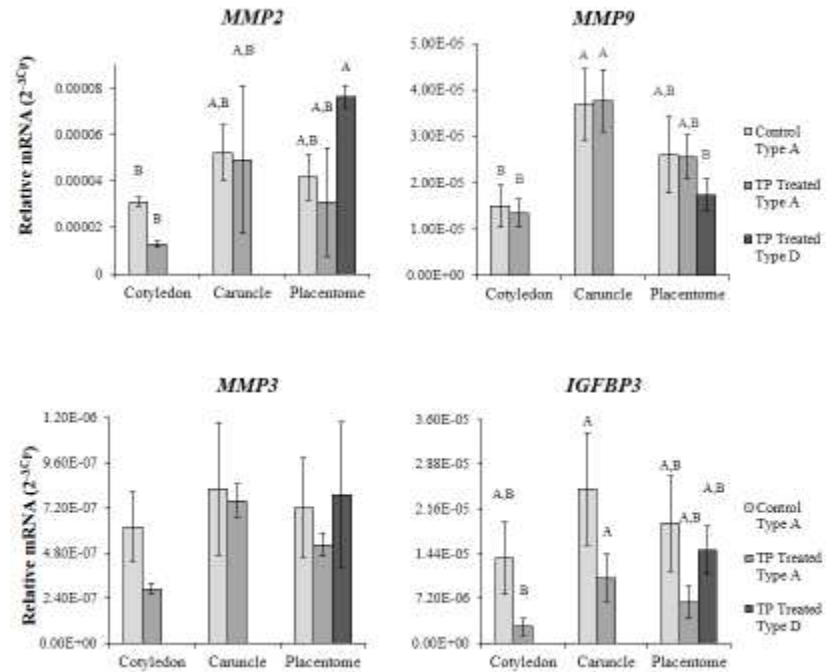 MMP2
Relative mRNA (2
0.00008
0.00006
0.00004
0.00002
0
B
B
A,B
A,B
A,B
A,B
A
Cotyledon Caruncle Placentome
MMP9
5.00E-05
4.00E-05
3.00E-05
2.00E-05
1.00E-05
0.00E+00
B
B
A
A
A,B
A,B
B
Cotyledon Caruncle Placentome
Control
Type A
TP Treated
Type A
TP Treated
Type D
MMP3
Relative mRNA (2
1.20E-06
9.60E-07
7.20E-07
4.80E-07
2.40E-07
0.00E+00
Cotyledon Caruncle Placentome
IGFBP3
3.60E-05
2.88E-05
2.16E-05
1.44E-05
7.20E-06
0.00E+00
A,B
B
A
A
A,B
A,B
A,B
Cotyledon Caruncle Placentome
Control
Type A
TP Treated
Type A
TP Treated
Type D